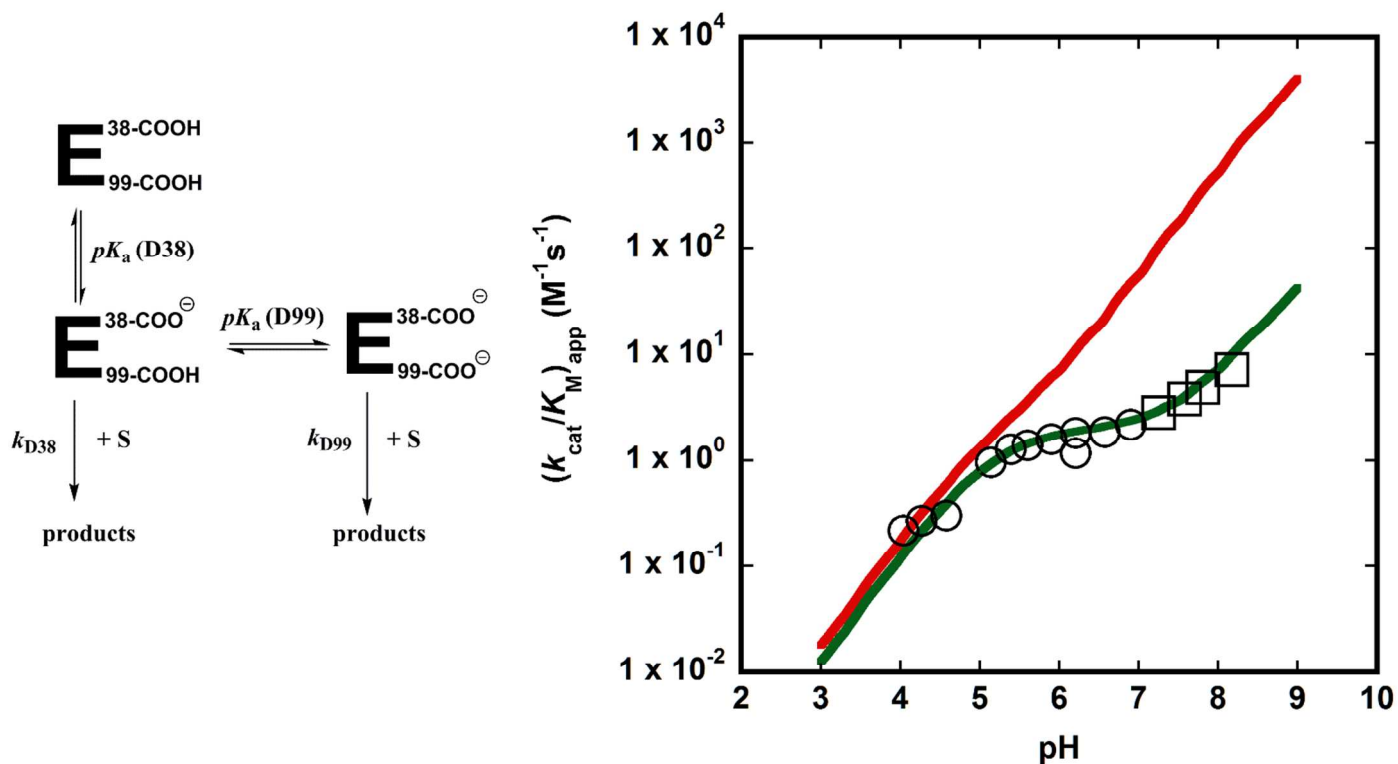 38-COOH
E
99-COOH
pKa (D38)
38-COO⊖
E
99-COOH
pKa (D99)
38-COO⊖
E
99-COO⊖
kD38 + S
kD99 + S
products
products
(kcat/KM)app (M⁻¹s⁻¹)
1 x 10⁴
1 x 10³
1 x 10²
1 x 10¹
1 x 10⁰
1 x 10⁻¹
1 x 10⁻²
2 3 4 5 6 7 8 9 10
pH